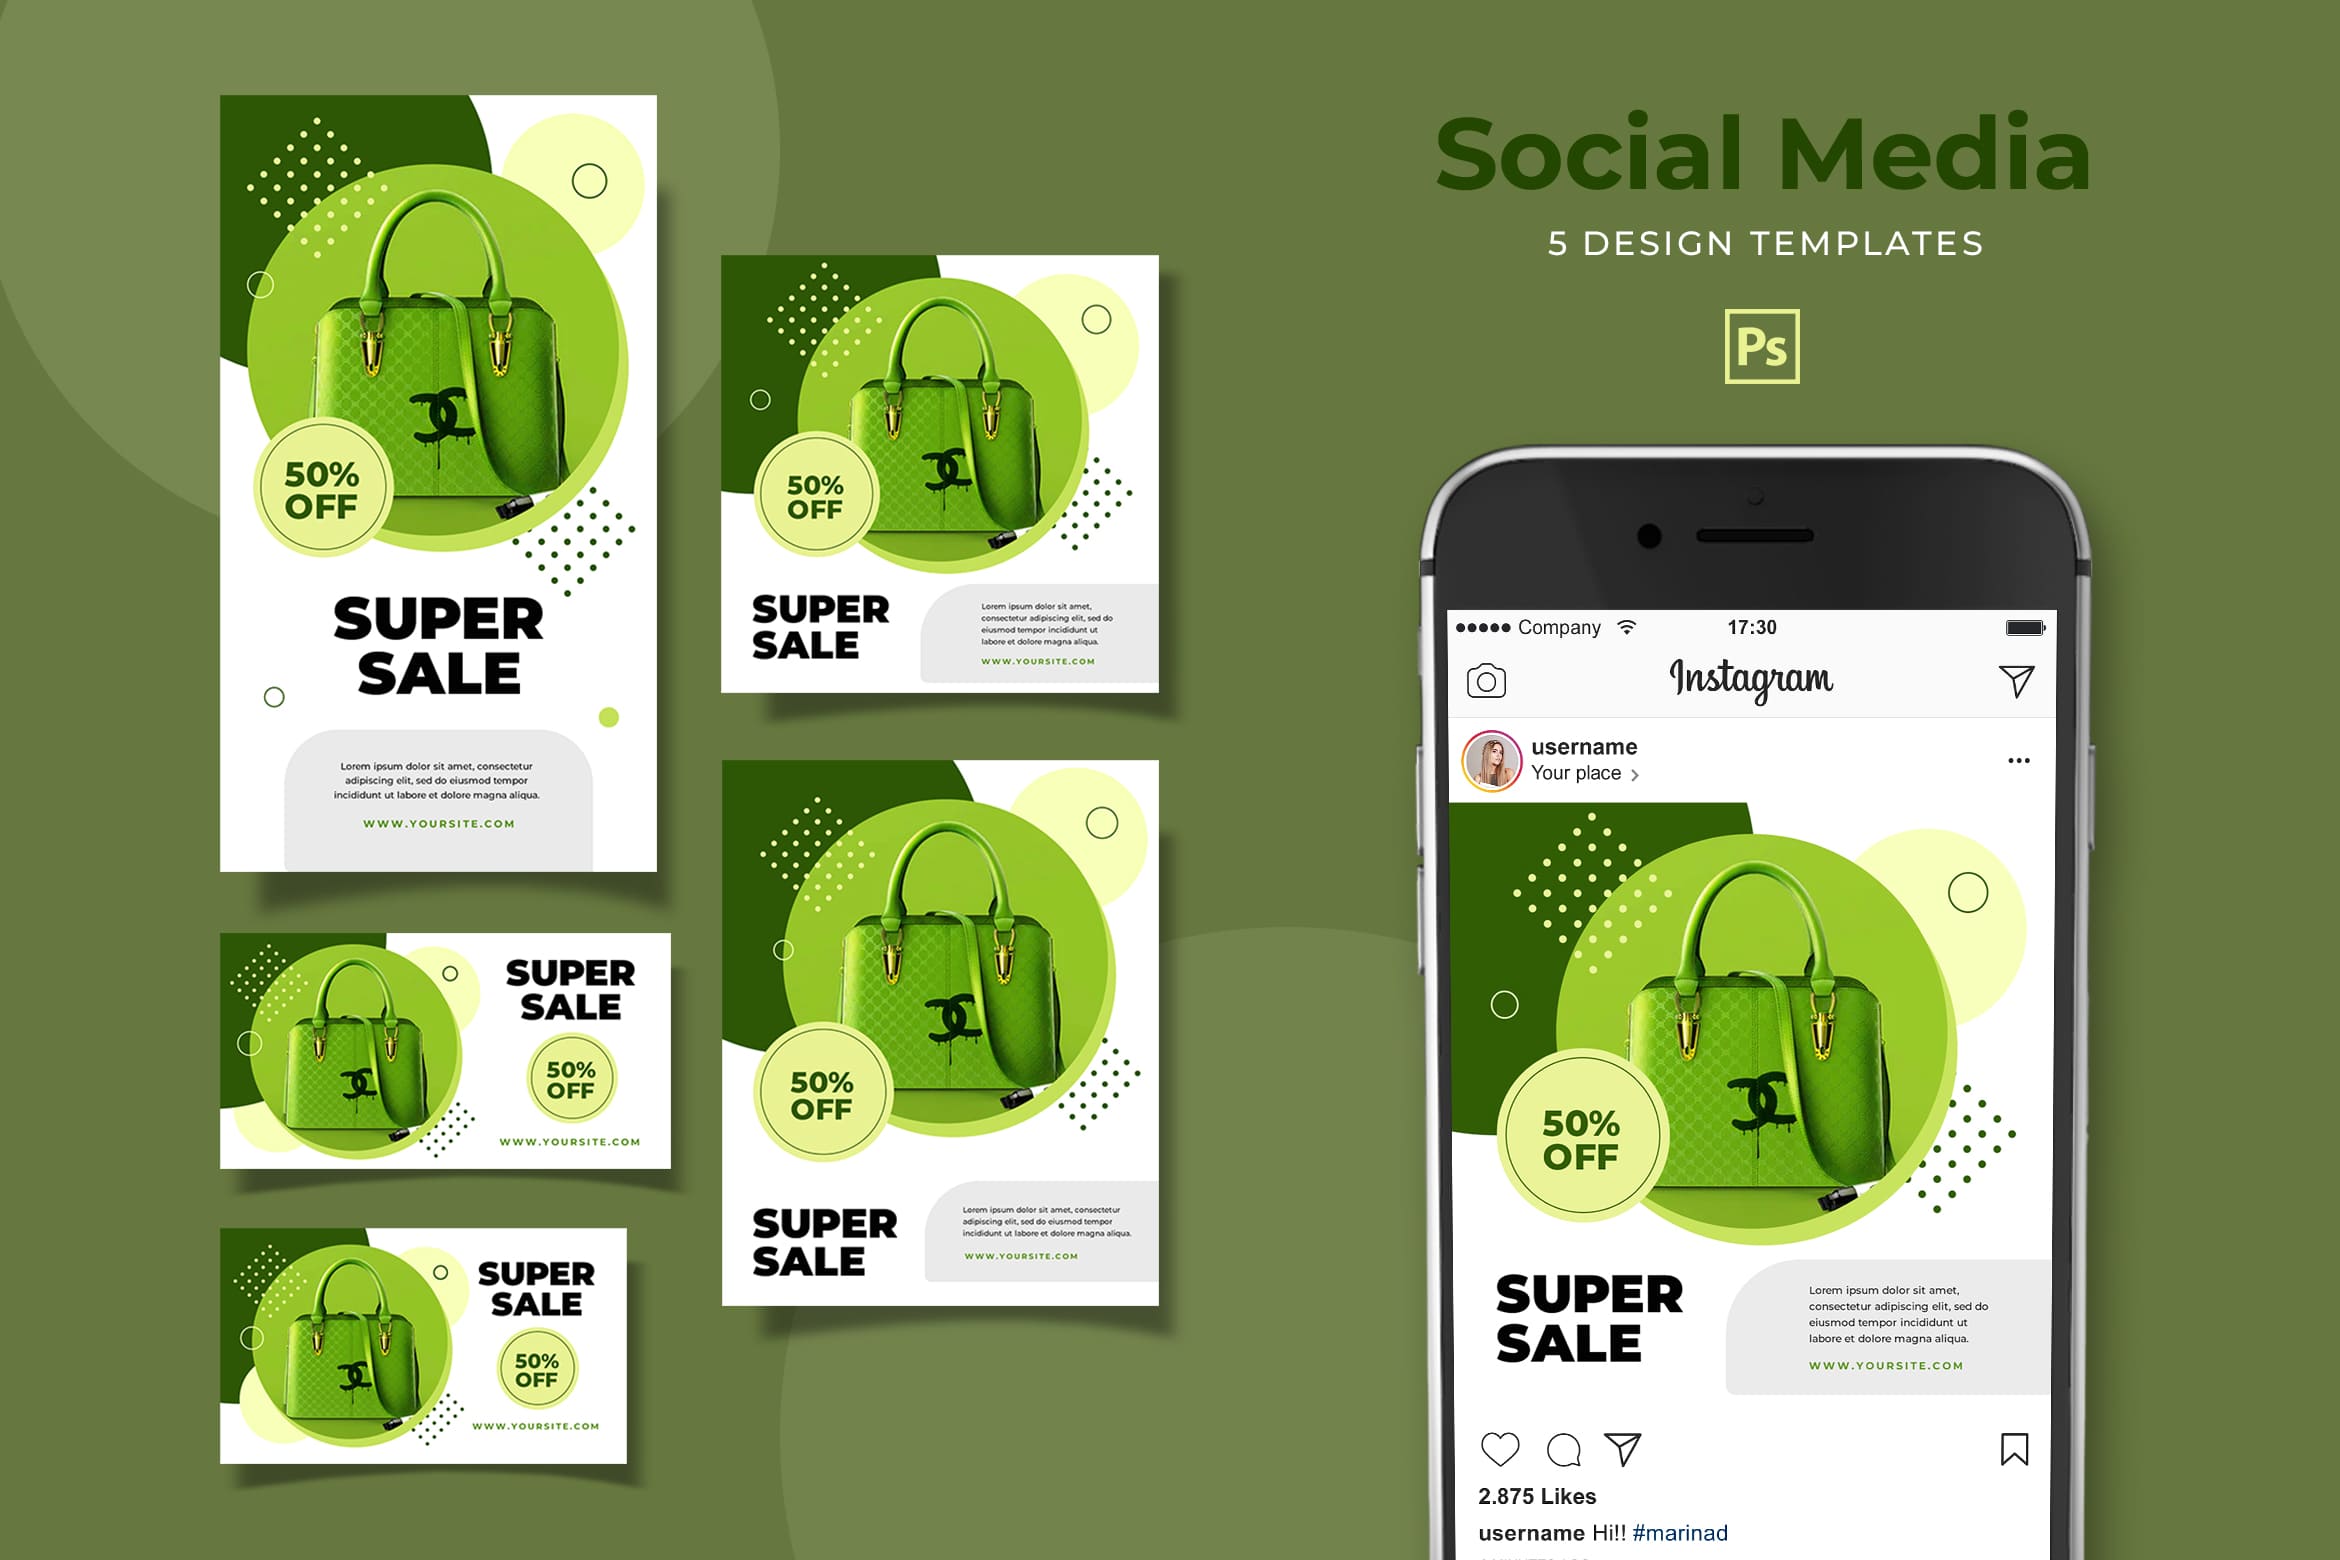 Social Media
5 DESIGN TEMPLATES
Ps
50%
OFF
SUPER
SALE
Lorem ipsum dolor sit amet, consectetur
adipiscing elit, sed do eiusmod tempor
incididunt ut labore et dolore magna aliqua.
WWW.YOURSITE.COM
50%
OFF
SUPER
SALE
Lorem ipsum dolor sit amet,
consectetur adipiscing elit, sed do
eiusmod tempor incididunt ut
labore et dolore magna aliqua.
WWW.YOURSITE.COM
SUPER
SALE
50%
OFF
WWW.YOURSITE.COM
50%
OFF
SUPER
SALE
Lorem ipsum dolor sit amet, consectetur
adipiscing elit, sed do eiusmod tempor
incididunt ut labore et dolore magna aliqua.
WWW.YOURSITE.COM
SUPER
SALE
50%
OFF
WWW.YOURSITE.COM
Company 17:30
Instagram
username
Your place
50%
OFF
SUPER
SALE
Lorem ipsum dolor sit amet,
consectetur adipiscing elit, sed do
eiusmod tempor incididunt ut
labore et dolore magna aliqua.
WWW.YOURSITE.COM
2.875 Likes
username Hi!! #marinad